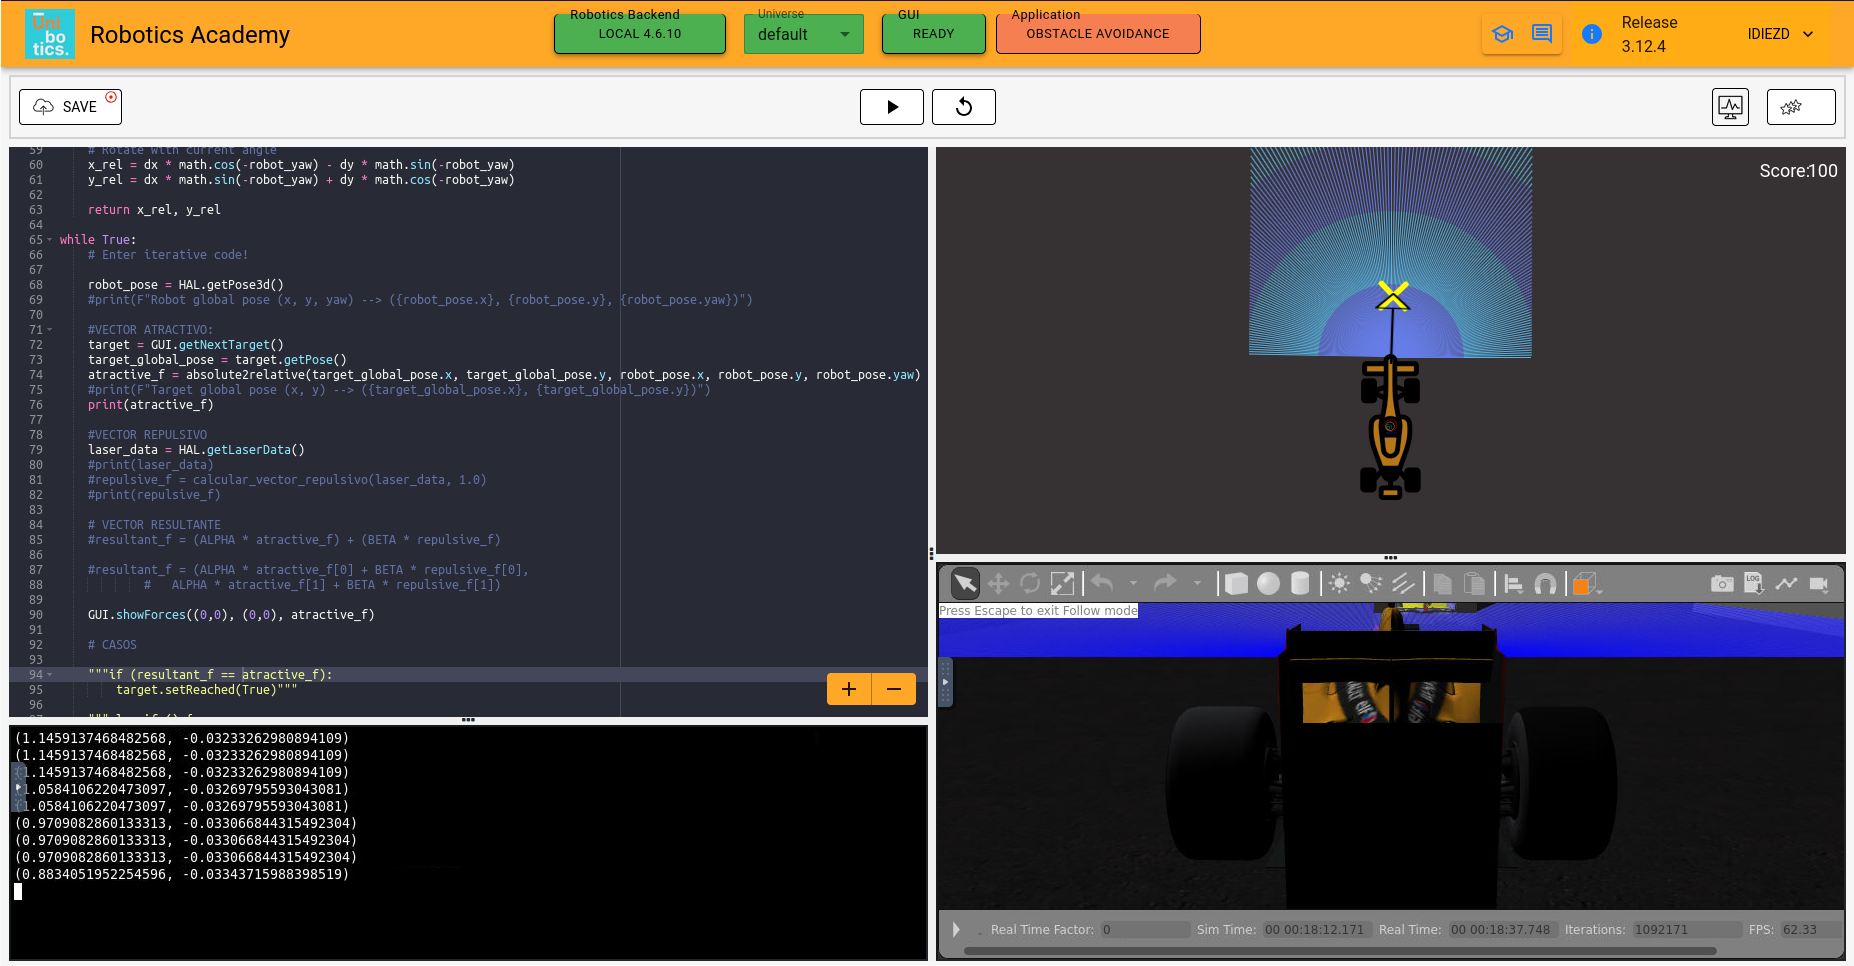 Uni
.bo
tics.
Robotics Academy
Robotics Backend
LOCAL 4.6.10
Universe
default
GUI
READY
Application
OBSTACLE AVOIDANCE
Release
3.12.4
IDIEZD
SAVE
59 # Rotate with current angle
60 x_rel = dx * math.cos(-robot_yaw) - dy * math.sin(-robot_yaw)
61 y_rel = dx * math.sin(-robot_yaw) + dy * math.cos(-robot_yaw)
62
63 return x_rel, y_rel
64
65 while True:
66 # Enter iterative code!
67
68 robot_pose = HAL.getPose3d()
69 #print(F"Robot global pose (x, y, yaw) --> ({robot_pose.x}, {robot_pose.y}, {robot_pose.yaw})")
70
71 #VECTOR ATRACTIVO:
72 target = GUI.getNextTarget()
73 target_global_pose = target.getPose()
74 atractive_f = absolute2relative(target_global_pose.x, target_global_pose.y, robot_pose.x, robot_pose.y, robot_pose.yaw)
75 #print(F"Target global pose (x, y) --> ({target_global_pose.x}, {target_global_pose.y})")
76 print(atractive_f)
77
78 #VECTOR REPULSIVO
79 laser_data = HAL.getLaserData()
80 #print(laser_data)
81 #repulsive_f = calcular_vector_repulsivo(laser_data, 1.0)
82 #print(repulsive_f)
83
84 # VECTOR RESULTANTE
85 #resultant_f = (ALPHA * atractive_f) + (BETA * repulsive_f)
86
87 #resultant_f = (ALPHA * atractive_f[0] + BETA * repulsive_f[0],
88 # ALPHA * atractive_f[1] + BETA * repulsive_f[1])
89
90 GUI.showForces((0,0), (0,0), atractive_f)
91
92 # CASOS
93
94 """if (resultant_f == atractive_f):
95 target.setReached(True)"""
96
(1.1459137468482568, -0.03233262980894109)
(1.1459137468482568, -0.03233262980894109)
1.1459137468482568, -0.03233262980894109)
1.0584106220473097, -0.03269795593043081)
1.0584106220473097, -0.03269795593043081)
(0.9709082860133313, -0.033066844315492304)
(0.9709082860133313, -0.033066844315492304)
(0.9709082860133313, -0.033066844315492304)
(0.8834051952254596, -0.03343715988398519)
Score:100
LOG
Press Escape to exit Follow mode
Real Time Factor: 0 Sim Time: 00 00:18:12.171 Real Time: 00 00:18:37.748 Iterations: 1092171 FPS: 62.33